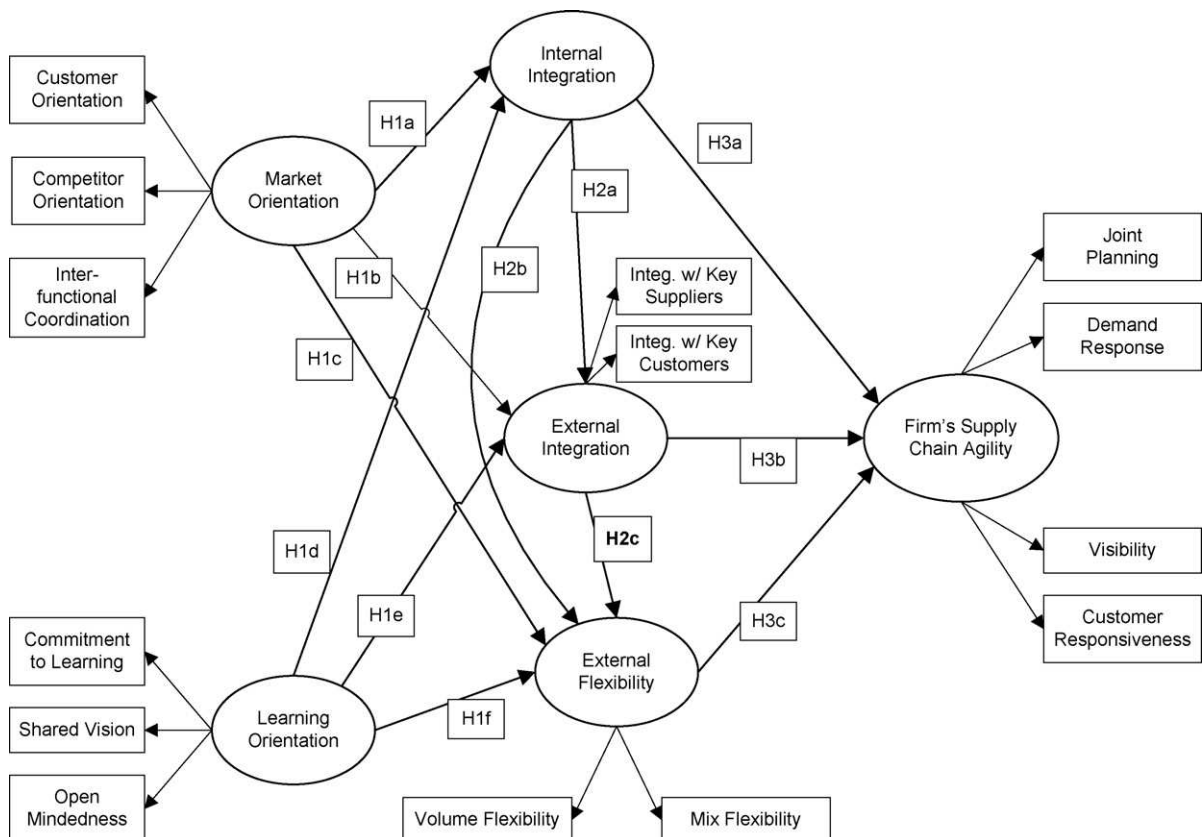 Internal
Integration
Customer
Orientation
H1a
H3a
Competitor
Orientation
Market
Orientation
H2a
Inter-
functional
Coordination
H1b
H2b
Integ. w/ Key
Suppliers
Integ. w/ Key
Customers
H1c
Joint
Planning
Demand
Response
External
Integration
H3b
Firm's Supply
Chain Agility
H1d
H2c
Visibility
H1e
H3c
Customer
Responsiveness
Commitment
to Learning
External
Flexibility
Shared Vision
Learning
Orientation
H1f
Open
Mindedness
Volume Flexibility
Mix Flexibility